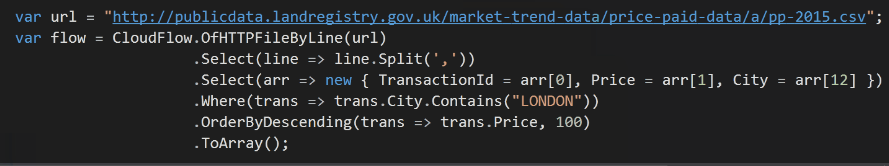 var url = "http://publicdata.landregistry.gov.uk/market-trend-data/price-paid-data/a/pp-2015.csv";
var flow = CloudFlow.OfHTTPFileByLine(url)
.Select(line => line.Split(','))
.Select(arr => new { TransactionId = arr[0], Price = arr[1], City = arr[12] })
.Where(trans => trans.City.Contains("LONDON"))
.OrderByDescending(trans => trans.Price, 100)
.ToArray();